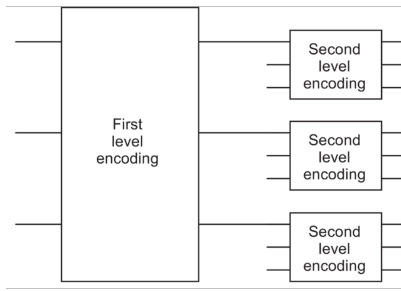 Second
level
encoding
First
level
encoding
Second
level
encoding
Second
level
encoding